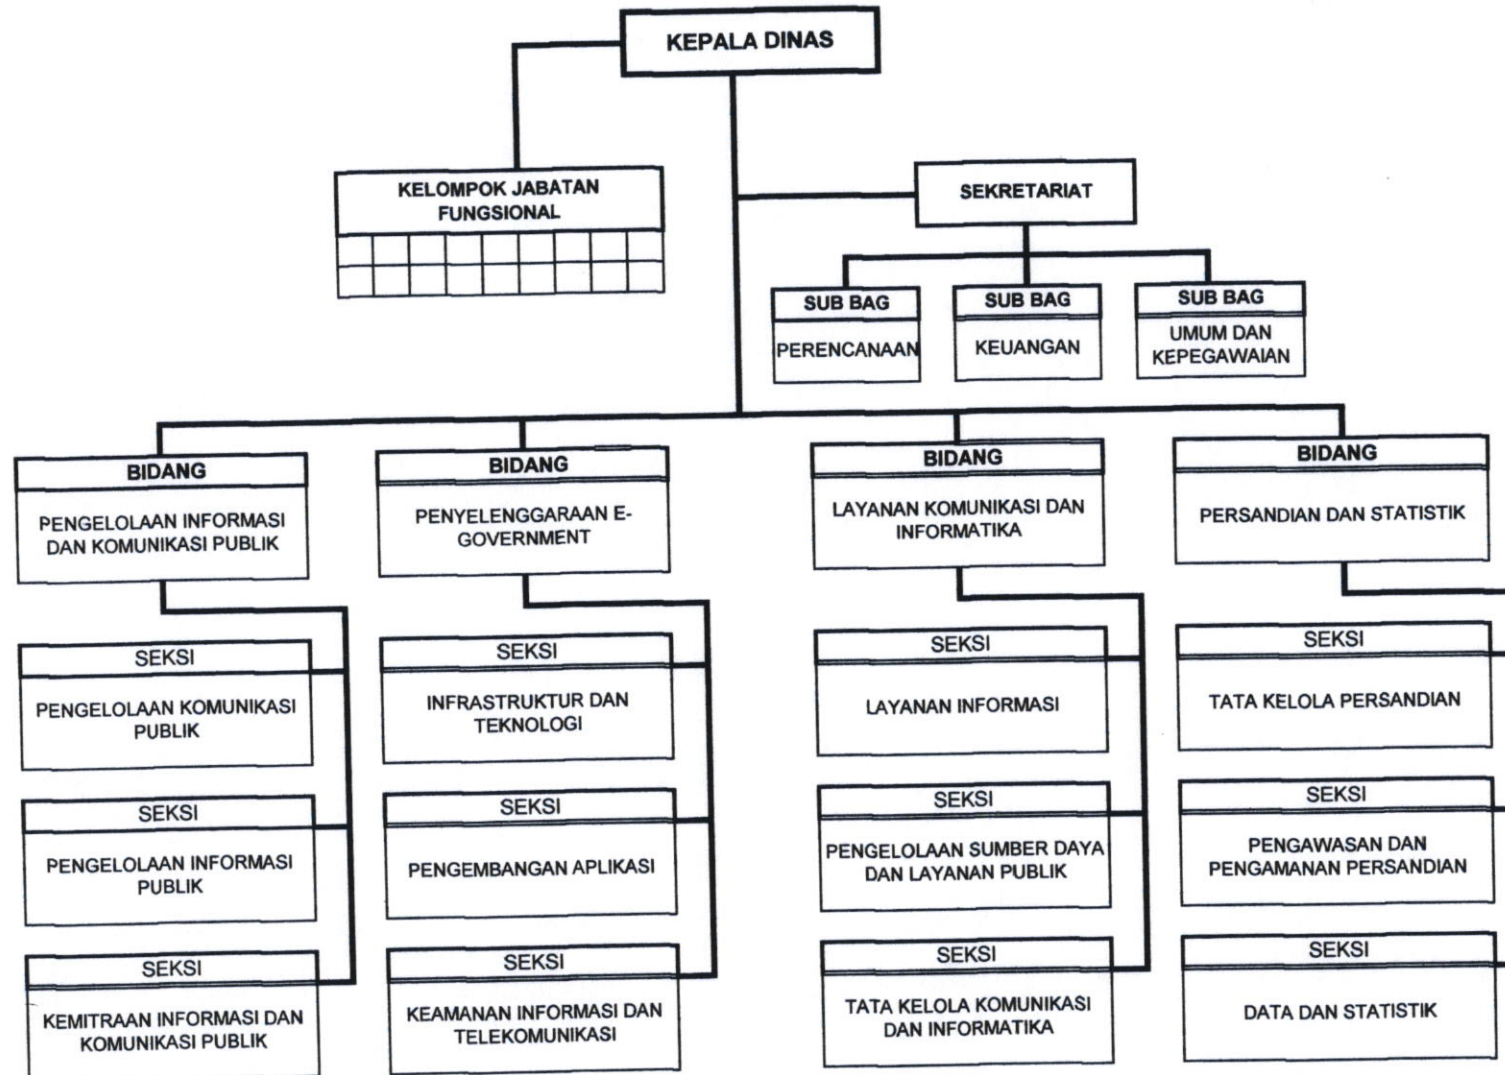 KEPALA DINAS
KELOMPOK JABATAN
FUNGSIONAL
SEKRETARIAT
SUB BAG
PERENCANAAN
SUB BAG
KEUANGAN
SUB BAG
UMUM DAN
KEPEGAWAIAN
BIDANG
PENGELOLAAN INFORMASI
DAN KOMUNIKASI PUBLIK
BIDANG
PENYELENGGARAAN E-
GOVERNMENT
BIDANG
LAYANAN KOMUNIKASI DAN
INFORMATIKA
BIDANG
PERSANDIAN DAN STATISTIK
SEKSI
PENGELOLAAN KOMUNIKASI
PUBLIK
SEKSI
INFRASTRUKTUR DAN
TEKNOLOGI
SEKSI
LAYANAN INFORMASI
SEKSI
TATA KELOLA PERSANDIAN
SEKSI
PENGELOLAAN INFORMASI
PUBLIK
SEKSI
PENGEMBANGAN APLIKASI
SEKSI
PENGELOLAAN SUMBER DAYA
DAN LAYANAN PUBLIK
SEKSI
PENGAWASAN DAN
PENGAMANAN PERSANDIAN
SEKSI
KEMITRAAN INFORMASI DAN
KOMUNIKASI PUBLIK
SEKSI
KEAMANAN INFORMASI DAN
TELEKOMUNIKASI
SEKSI
TATA KELOLA KOMUNIKASI
DAN INFORMATIKA
SEKSI
DATA DAN STATISTIK